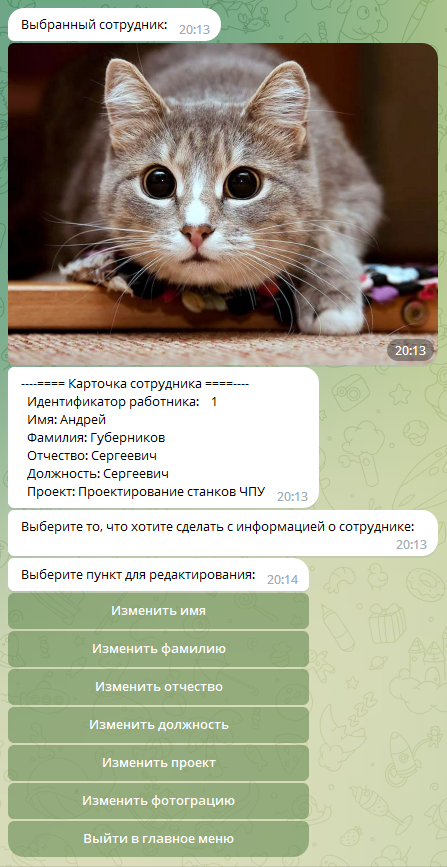 Выбранный сотрудник:
20:13
20:13
----==== Карточка сотрудника ====----
Идентификатор работника: 1
Имя: Андрей
Фамилия: Губерников
Отчество: Сергеевич
Должность: Сергеевич
Проект: Проектирование станков ЧПУ
20:13
Выберите то, что хотите сделать с информацией о сотруднике:
20:13
Выберите пункт для редактирования:
20:14
Изменить имя
Изменить фамилию
Изменить отчество
Изменить должность
Изменить проект
Изменить фотограцию
Выйти в главное меню